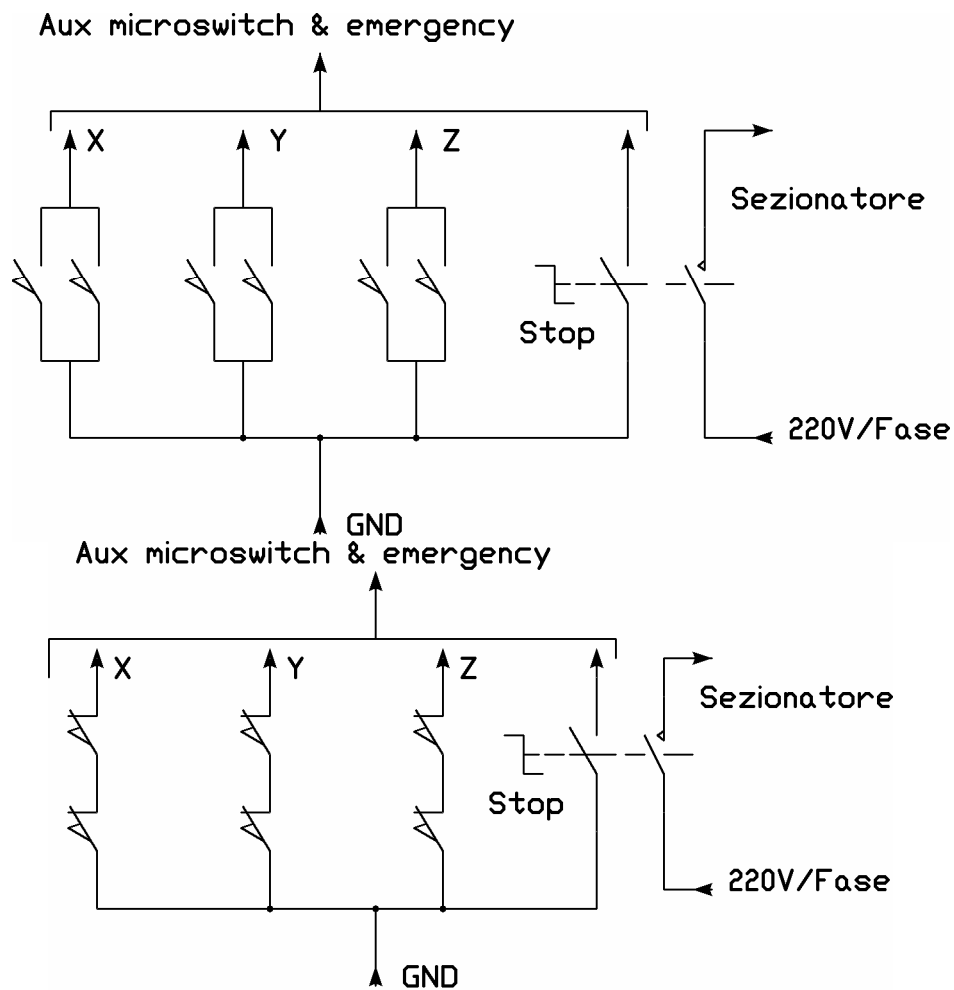 Aux microswitch & emergency
X
Y
Z
Sezionatore
Stop
220V/Fase
GND
Aux microswitch & emergency
X
Y
Z
Sezionatore
Stop
220V/Fase
GND